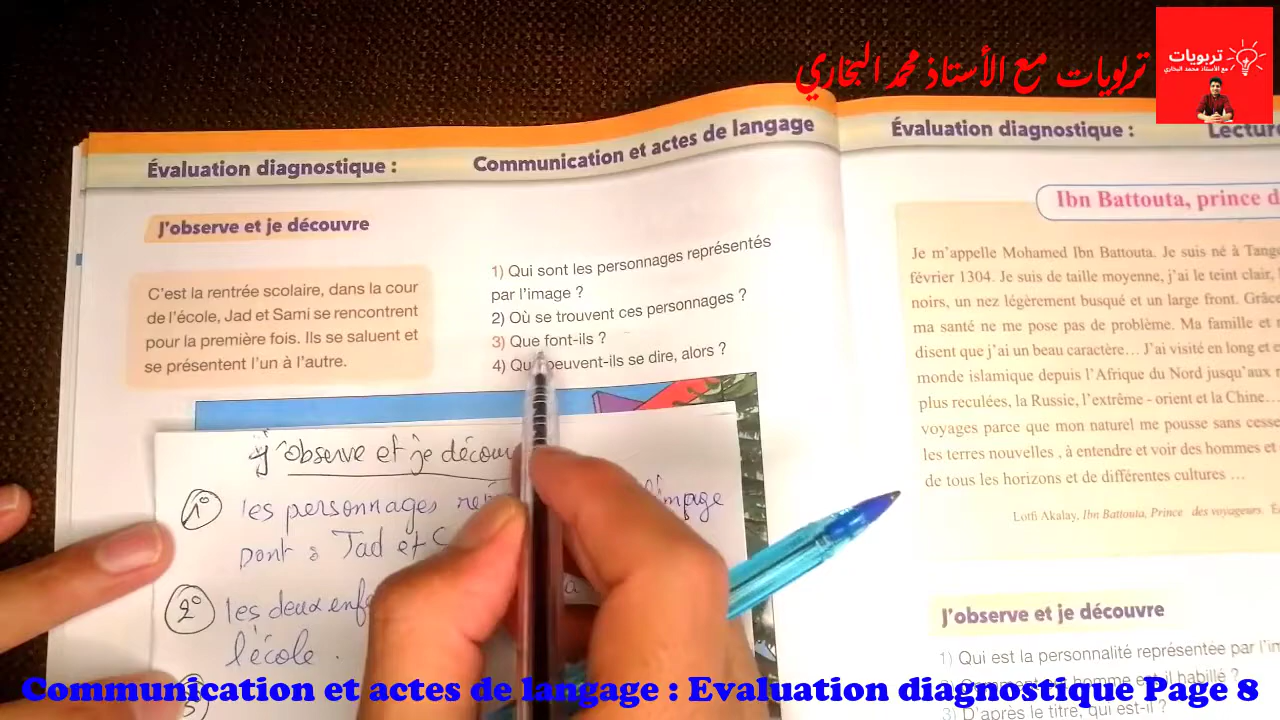 تربويات مع الأستاذ محمد البخاري
تربويات
مع الأستاذ محمد البخاري
Évaluation diagnostique :
Communication et actes de langage
J'observe et je découvre
C'est la rentrée scolaire, dans la cour
de l'école, Jad et Sami se rencontrent
pour la première fois. Ils se saluent et
se présentent l'un à l'autre.
1) Qui sont les personnages représentés
par l'image ?
2) Où se trouvent ces personnages ?
3) Que font-ils ?
4) peuvent-ils se dire, alors ?
j'observe et je
1° les personnages l'image
sont : Jad et
2° les deux
l'école.
3)
Évaluation diagnostique :
Lecture
Ibn Battouta, prince
Je m'appelle Mohamed Ibn Battouta. Je suis né à
février 1304. Je suis de taille moyenne, j'ai le teint clair,
noirs, un nez légèrement busqué et un large front.
ma santé ne me pose pas de problème. Ma famille et
disent que j'ai un beau caractère… J'ai visité en long et
monde islamique depuis l'Afrique du Nord jusqu'aux
plus reculées, la Russie, l'extrême - orient et la Chine…
voyages parce que mon naturel me pousse sans
les terres nouvelles , à entendre et voir des hommes et
de tous les horizons et de différentes cultures …
Lotfi Akalay, Ibn Battouta, Prince des voyageurs.
J'observe et je découvre
1) Qui est la personnalité représentée par
homme est-il habillé ?
3) D'après le titre, qui est-il ?
Communication et actes de langage : Evaluation diagnostique Page 8